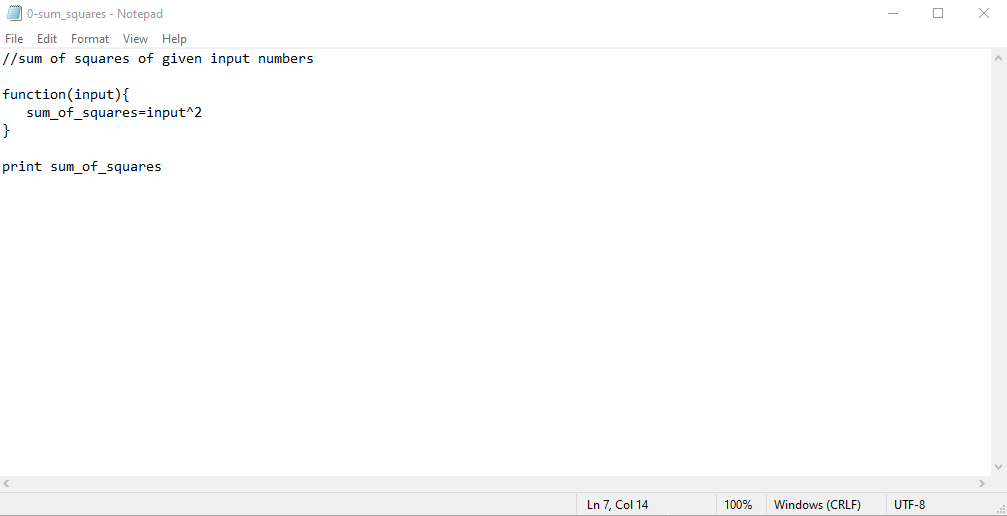 0-sum_squares - Notepad
File Edit Format View Help
//sum of squares of given input numbers
function(input){
   sum_of_squares=input^2
}
print sum_of_squares
Ln 7, Col 14 100% Windows (CRLF) UTF-8